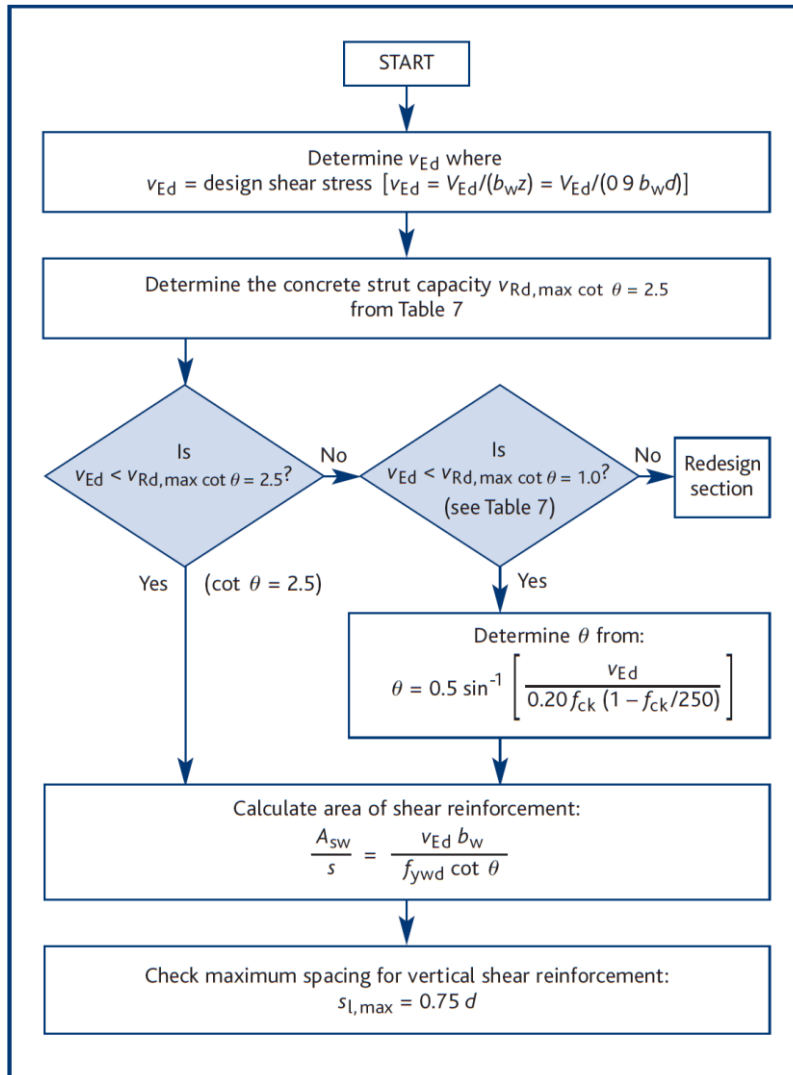 START
Determine vEd where
vEd = design shear stress [vEd = VEd/(bwz) = VEd/(0 9 bwd)]
Determine the concrete strut capacity vRd,max cot θ = 2.5
from Table 7
Is
vEd < vRd,max cot θ = 2.5?
No
Is
vEd < vRd,max cot θ = 1.0?
(see Table 7)
No
Redesign
section
Yes (cot θ = 2.5)
Yes
Determine θ from:
θ = 0.5 sin-1 [ vEd / 0.20 fck (1 – fck/250) ]
Calculate area of shear reinforcement:
Asw / s = vEd bw / fywd cot θ
Check maximum spacing for vertical shear reinforcement:
sl,max = 0.75 d